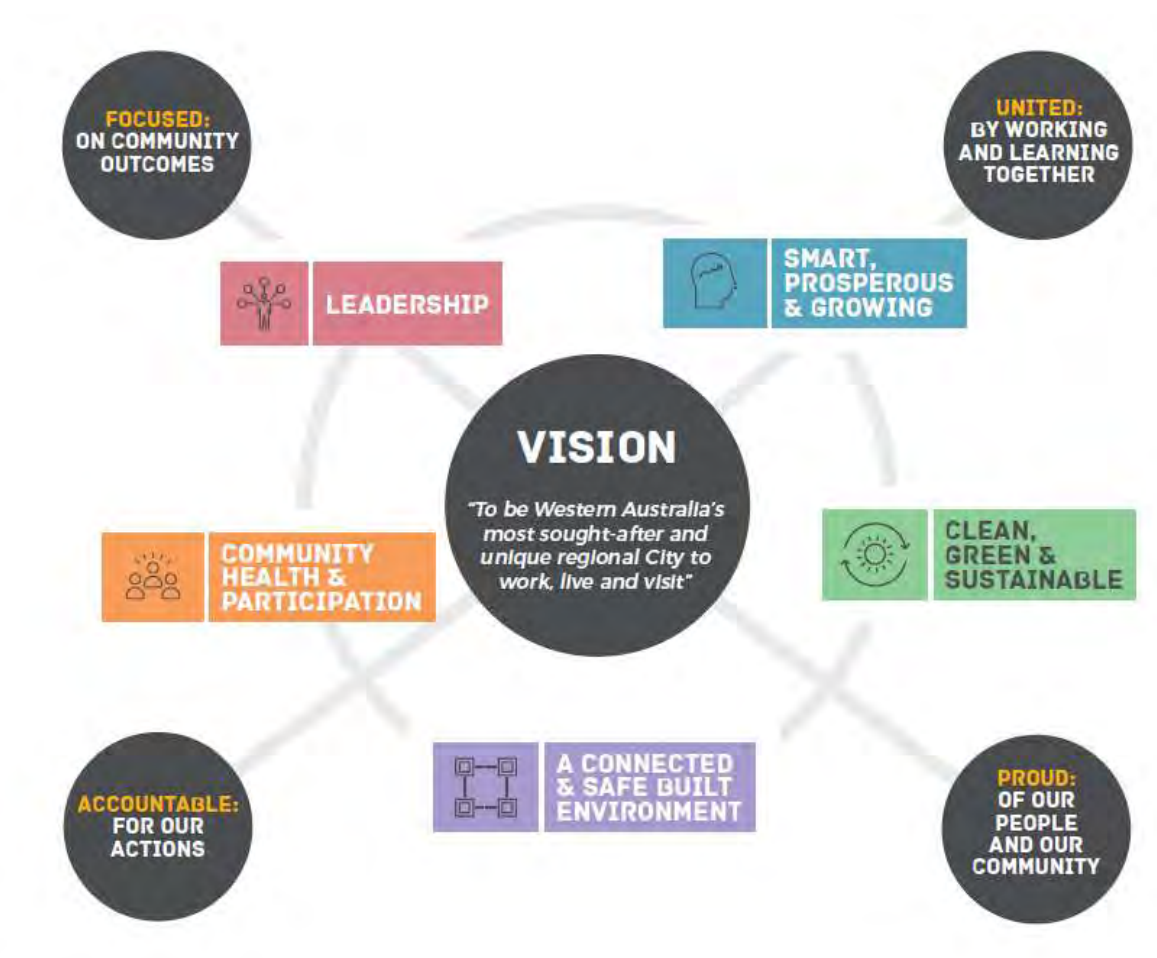 FOCUSED:
ON COMMUNITY
OUTCOMES
UNITED:
BY WORKING
AND LEARNING
TOGETHER
LEADERSHIP
SMART,
PROSPEROUS
& GROWING
VISION
"To be Western Australia's
most sought-after and
unique regional City to
work, live and visit"
COMMUNITY
HEALTH &
PARTICIPATION
CLEAN,
GREEN &
SUSTAINABLE
A CONNECTED
& SAFE BUILT
ENVIRONMENT
ACCOUNTABLE:
FOR OUR
ACTIONS
PROUD:
OF OUR
PEOPLE
AND OUR
COMMUNITY